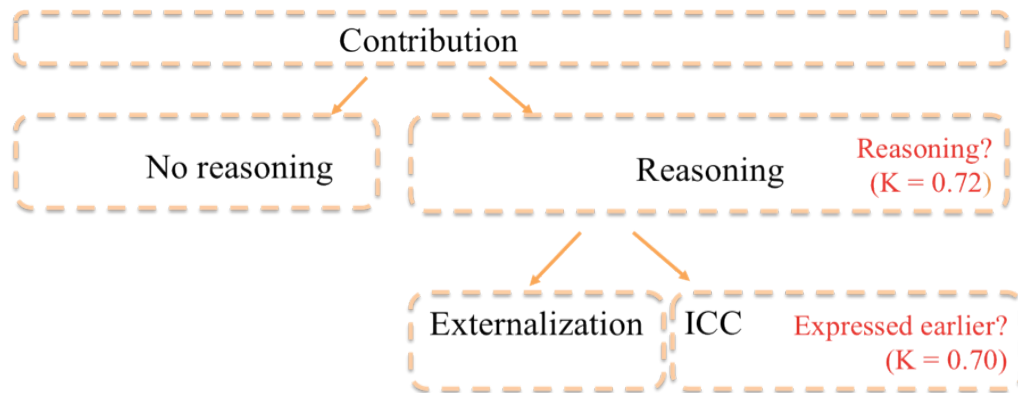 Contribution
No reasoning
Reasoning
Reasoning?
(K = 0.72)
Externalization
ICC
Expressed earlier?
(K = 0.70)